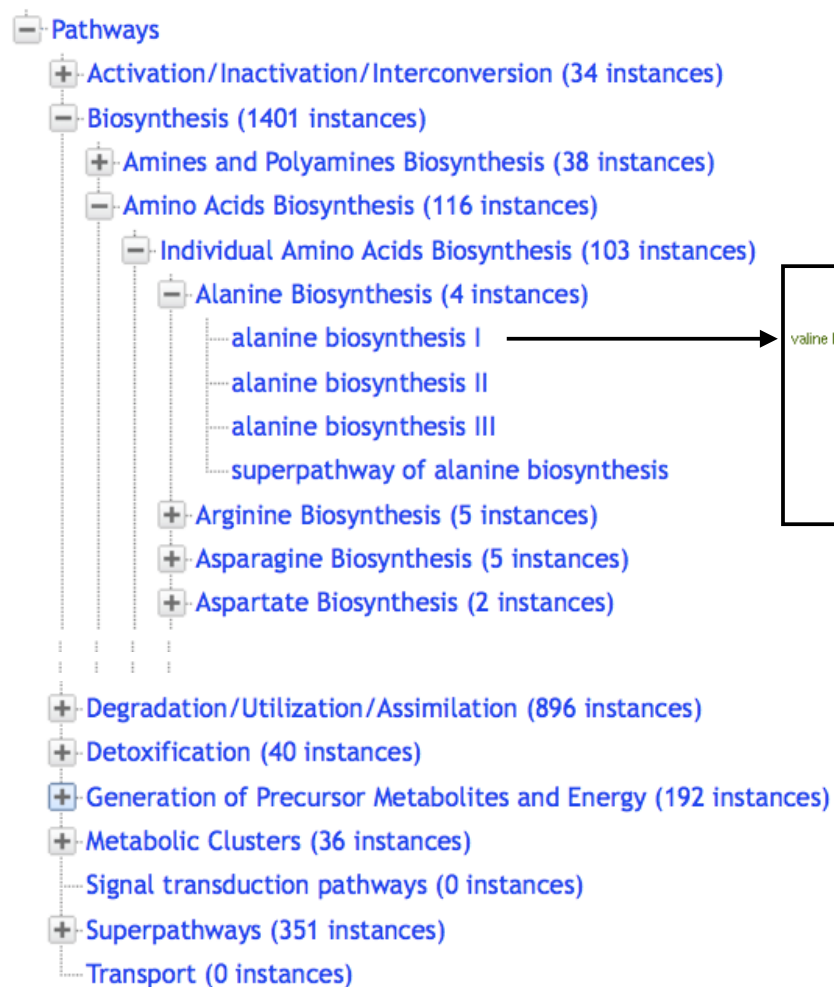 Pathways
Activation/Inactivation/Interconversion (34 instances)
Biosynthesis (1401 instances)
Amines and Polyamines Biosynthesis (38 instances)
Amino Acids Biosynthesis (116 instances)
Individual Amino Acids Biosynthesis (103 instances)
Alanine Biosynthesis (4 instances)
alanine biosynthesis I
valine
alanine biosynthesis II
alanine biosynthesis III
superpathway of alanine biosynthesis
Arginine Biosynthesis (5 instances)
Asparagine Biosynthesis (5 instances)
Aspartate Biosynthesis (2 instances)
Degradation/Utilization/Assimilation (896 instances)
Detoxification (40 instances)
Generation of Precursor Metabolites and Energy (192 instances)
Metabolic Clusters (36 instances)
Signal transduction pathways (0 instances)
Superpathways (351 instances)
Transport (0 instances)